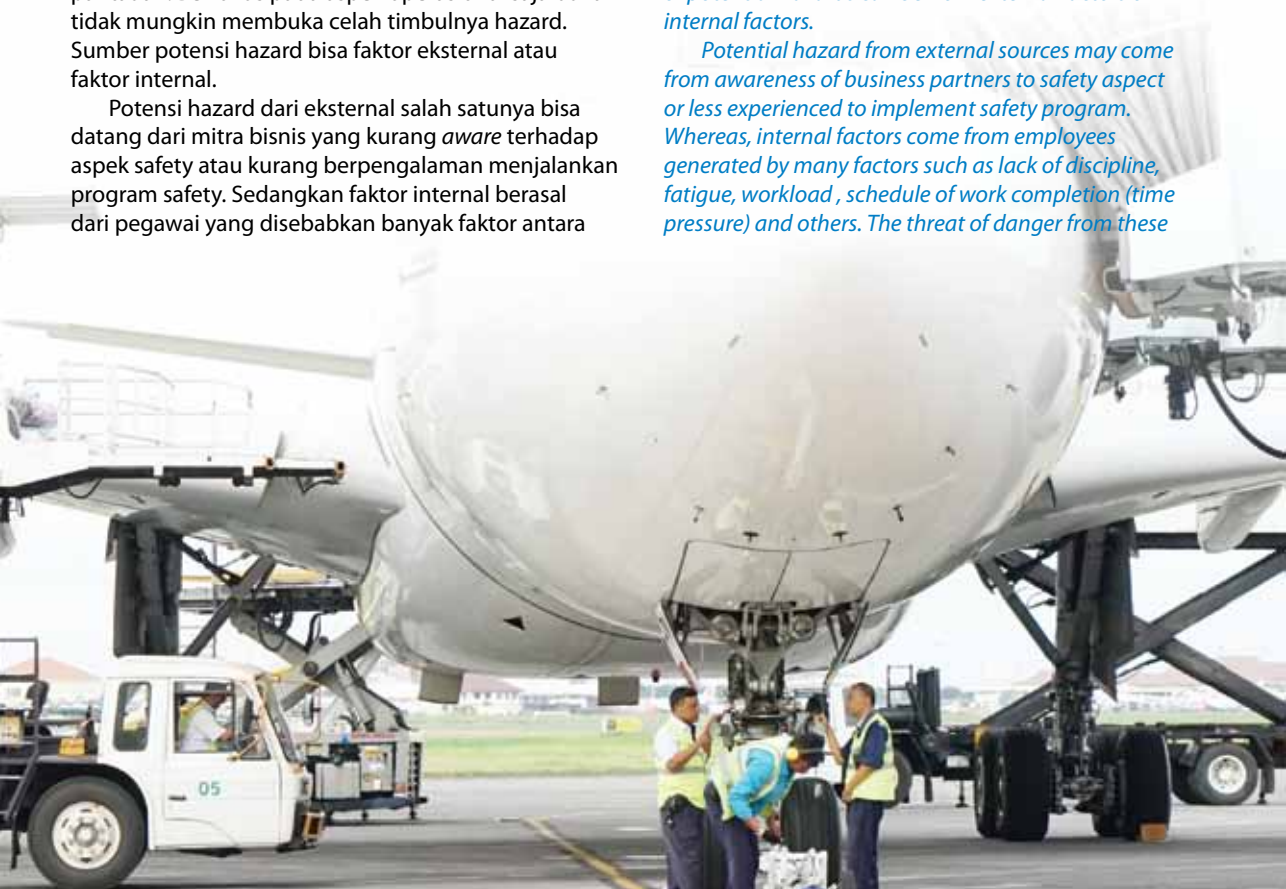 tidak mungkin membuka celah timbulnya hazard.
Sumber potensi hazard bisa faktor eksternal atau
faktor internal.
Potensi hazard dari eksternal salah satunya bisa
datang dari mitra bisnis yang kurang aware terhadap
aspek safety atau kurang berpengalaman menjalankan
program safety. Sedangkan faktor internal berasal
dari pegawai yang disebabkan banyak faktor antara
internal factors.
Potential hazard from external sources may come
from awareness of business partners to safety aspect
or less experienced to implement safety program.
Whereas, internal factors come from employees
generated by many factors such as lack of discipline,
fatigue, workload , schedule of work completion (time
pressure) and others. The threat of danger from these
05